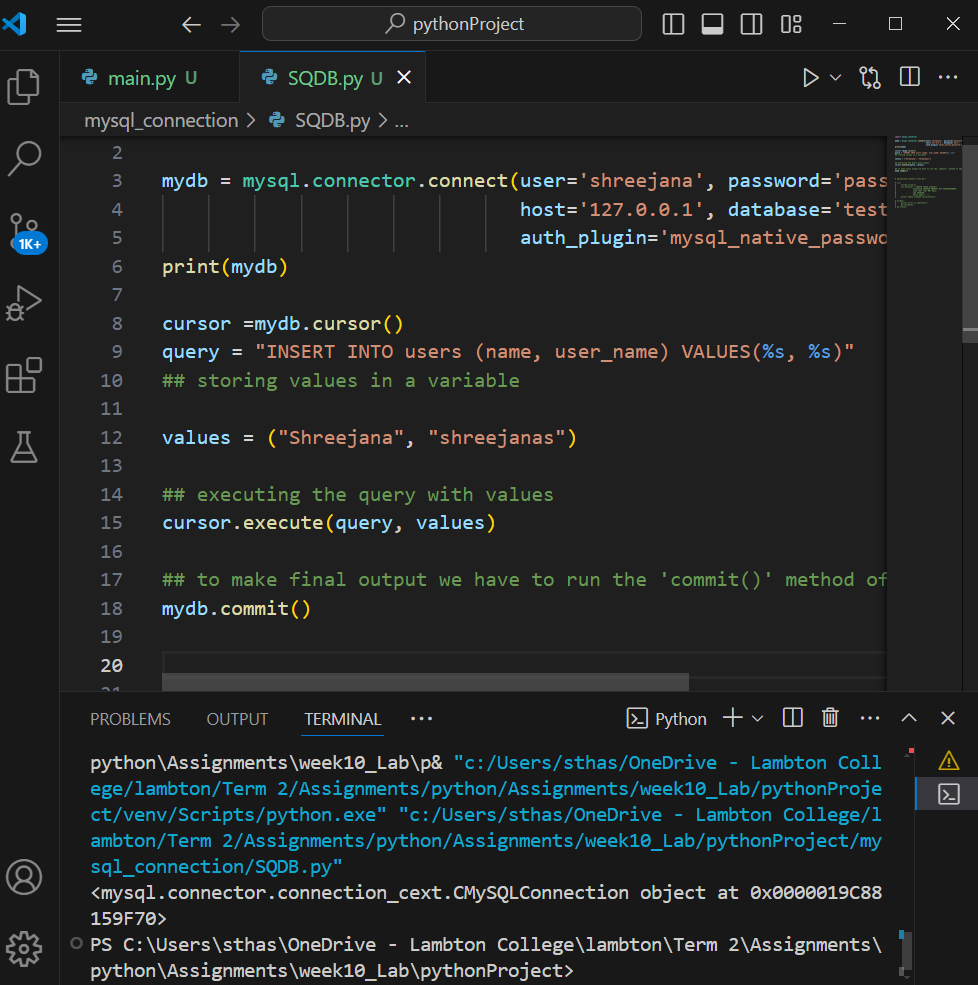 pythonProject
main.py U
SQDB.py U
mysql_connection > SQDB.py > ...
2
3 mydb = mysql.connector.connect(user='shreejana', password='pass
4 host='127.0.0.1', database='test
5 auth_plugin='mysql_native_passwo
6 print(mydb)
7
8 cursor =mydb.cursor()
9 query = "INSERT INTO users (name, user_name) VALUES(%s, %s)"
10 ## storing values in a variable
11
12 values = ("Shreejana", "shreejanas")
13
14 ## executing the query with values
15 cursor.execute(query, values)
16
17 ## to make final output we have to run the 'commit()' method of
18 mydb.commit()
19
20
21
1K+
PROBLEMS OUTPUT TERMINAL ... Python
python\Assignments\week10_Lab\p& "c:/Users/sthas/OneDrive - Lambton Coll
ege/lambton/Term 2/Assignments/python/Assignments/week10_Lab/pythonProje
ct/venv/Scripts/python.exe" "c:/Users/sthas/OneDrive - Lambton College/l
ambton/Term 2/Assignments/python/Assignments/week10_Lab/pythonProject/my
sql_connection/SQDB.py"
<mysql.connector.connection_cext.CMySQLConnection object at 0x0000019C88
159F70>
PS C:\Users\sthas\OneDrive - Lambton College\lambton\Term 2\Assignments\
python\Assignments\week10_Lab\pythonProject>